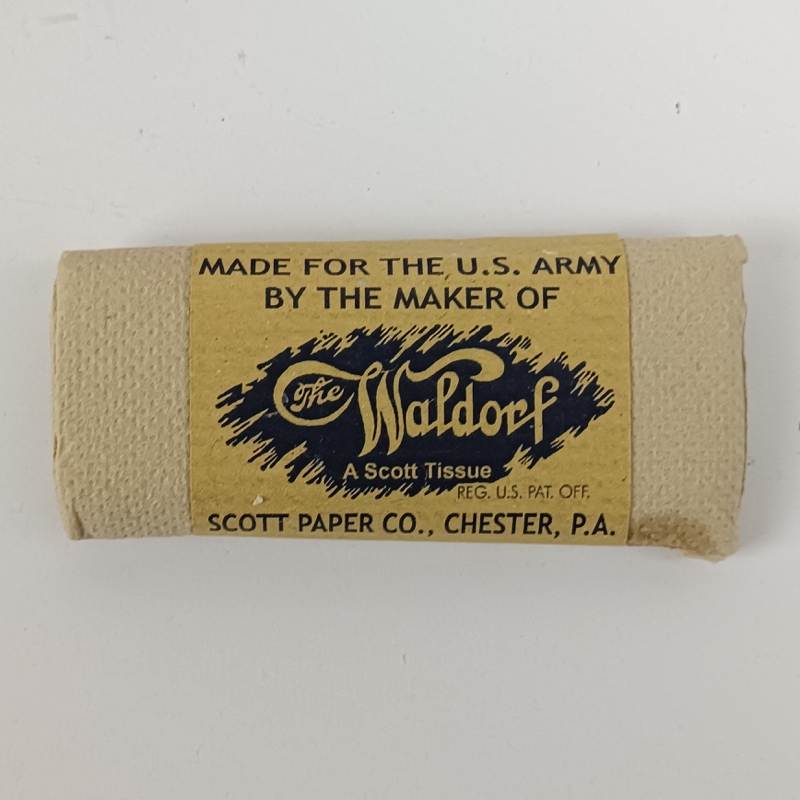 MADE FOR THE U.S. ARMY
BY THE MAKER OF
The Waldorf
A Scott Tissue
REG. U.S. PAT. OFF.
SCOTT PAPER CO., CHESTER, P.A.